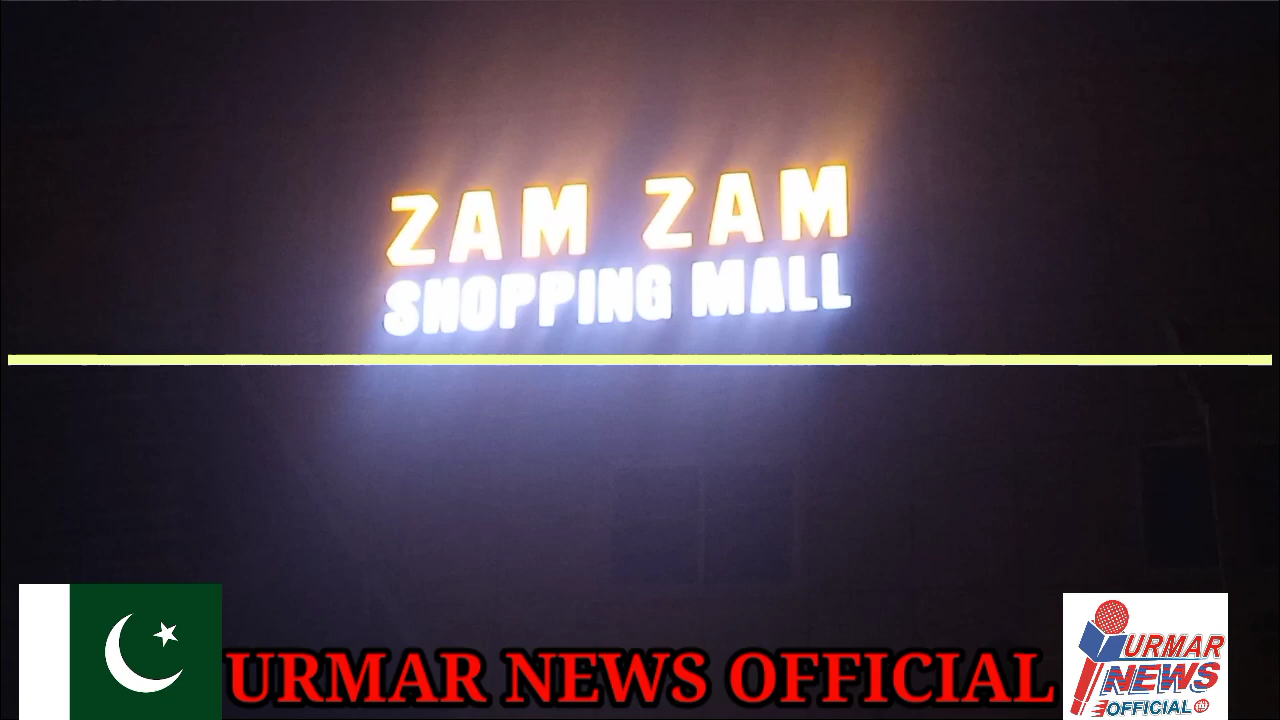 ZAM ZAM
SHOPPING MALL
URMAR NEWS OFFICIAL
URMAR
NEWS
OFFICIAL